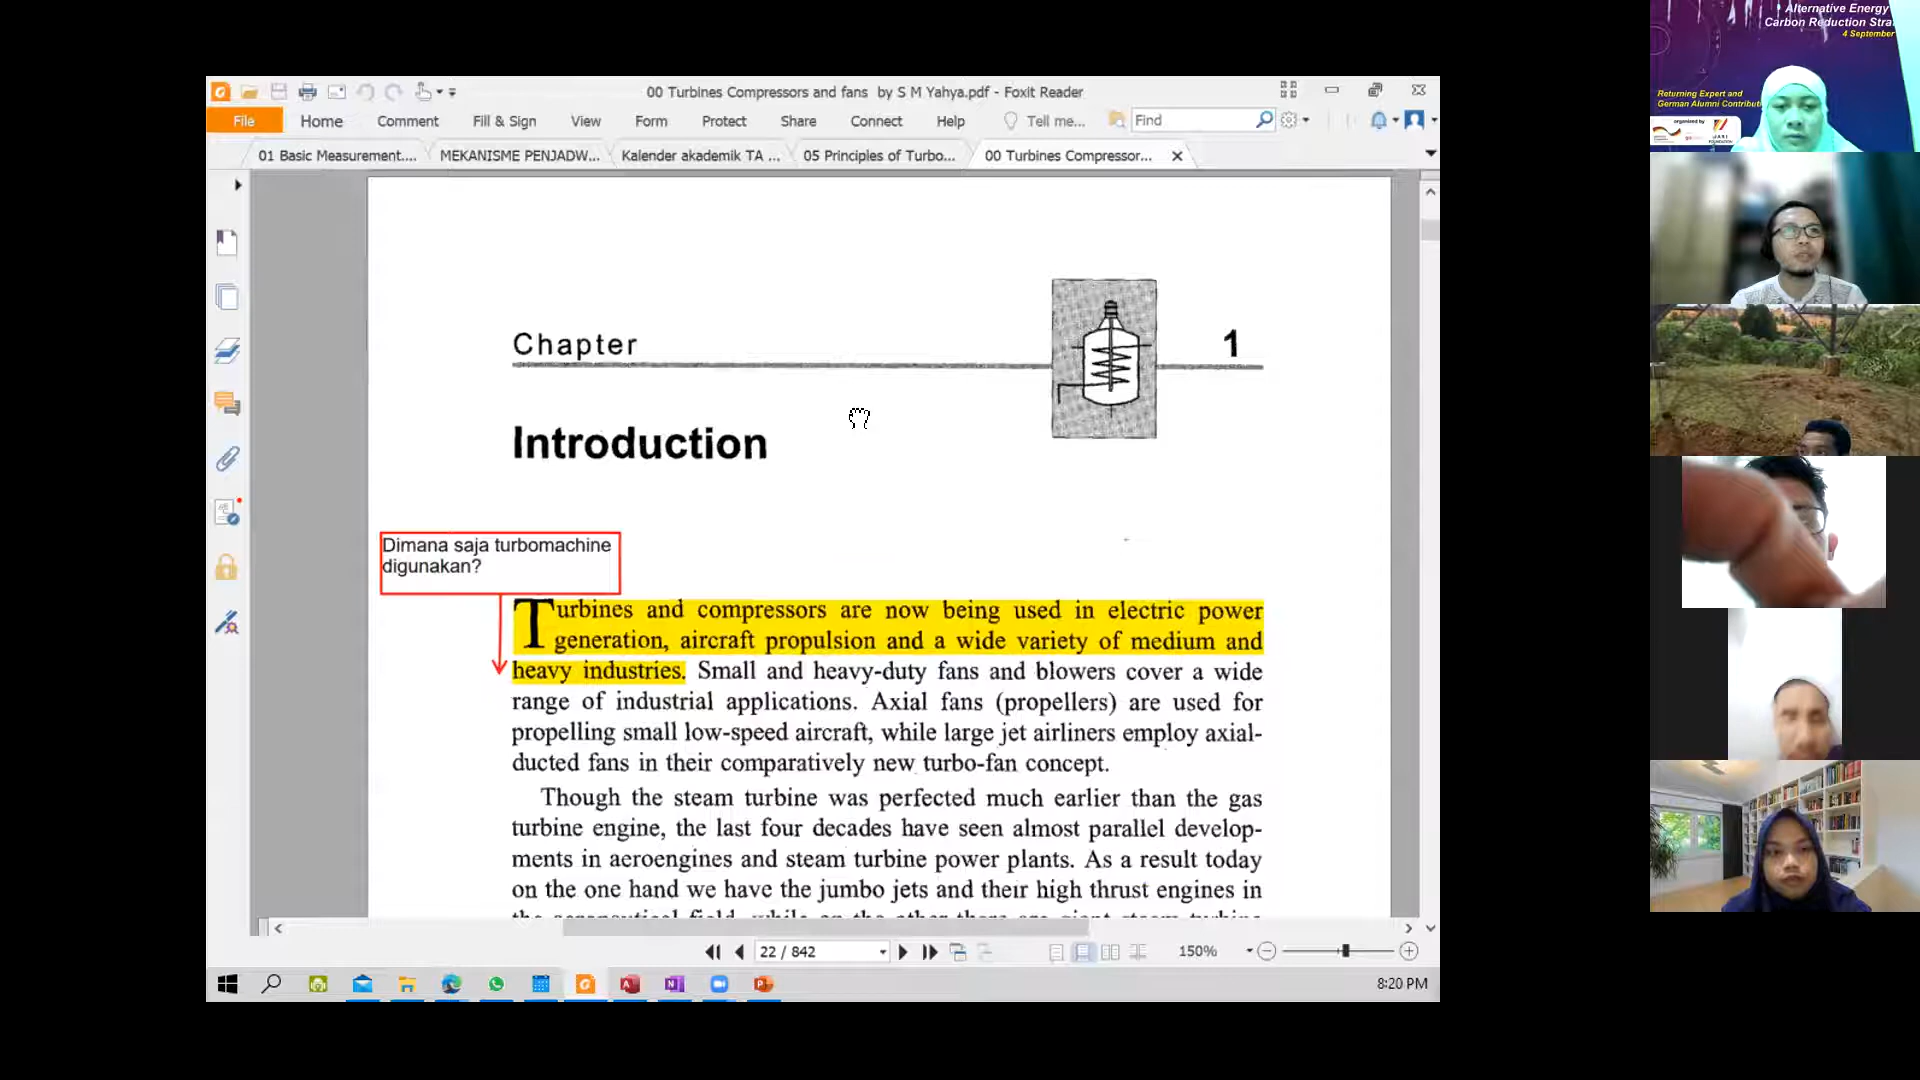 00 Turbines Compressors and fans by S M Yahya.pdf - Foxit Reader
File Home Comment Fill & Sign View Form Protect Share Connect Help Tell me... Find
01 Basic Measurement.... MEKANISME PENJADW... Kalender akademik TA ... 05 Principles of Turbo... 00 Turbines Compressor...
Chapter 1
Introduction
Dimana saja turbomachine
digunakan?
Turbines and compressors are now being used in electric power
generation, aircraft propulsion and a wide variety of medium and
heavy industries. Small and heavy-duty fans and blowers cover a wide
range of industrial applications. Axial fans (propellers) are used for
propelling small low-speed aircraft, while large jet airliners employ axial-
ducted fans in their comparatively new turbo-fan concept.
Though the steam turbine was perfected much earlier than the gas
turbine engine, the last four decades have seen almost parallel develop-
ments in aeroengines and steam turbine power plants. As a result today
on the one hand we have the jumbo jets and their high thrust engines in
22 / 842
150%
8:20 PM
Alternative Energy
Carbon Reduction Stra
4 September
Returning Expert and
German Alumni Contribut
organized by